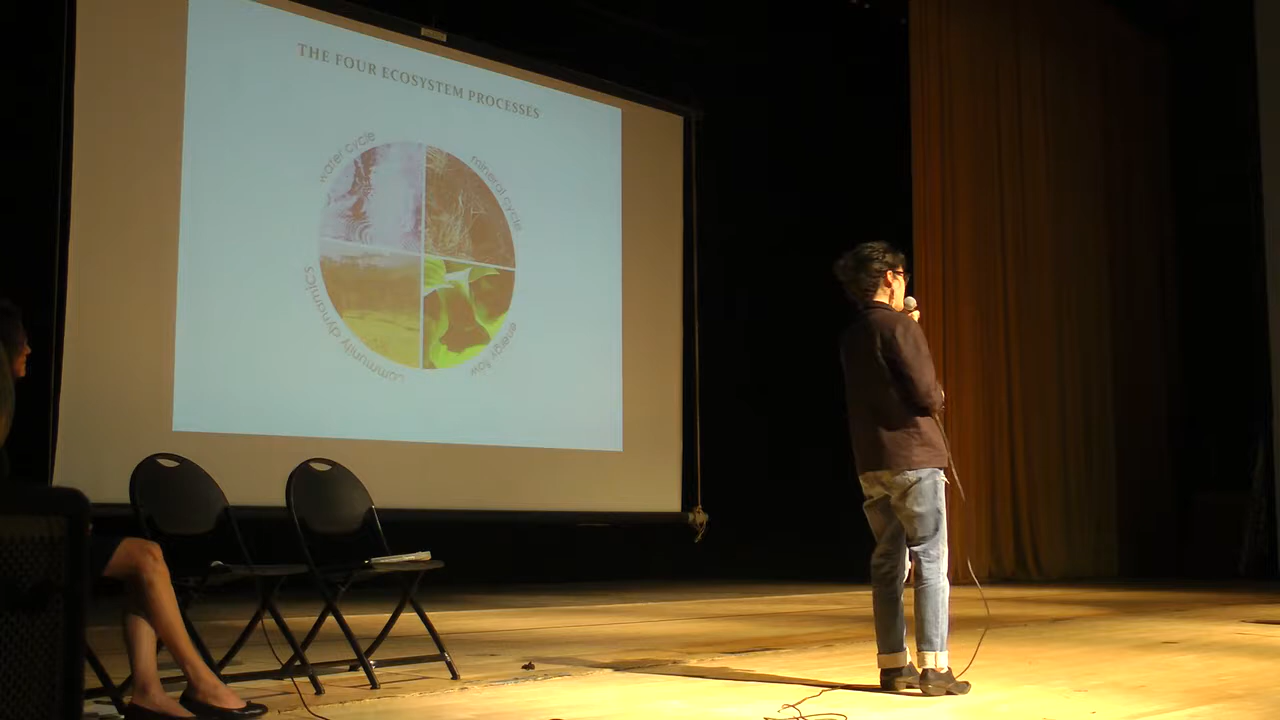 THE FOUR ECOSYSTEM PROCESSES
water cycle
mineral cycle
community dynamics
energy flow